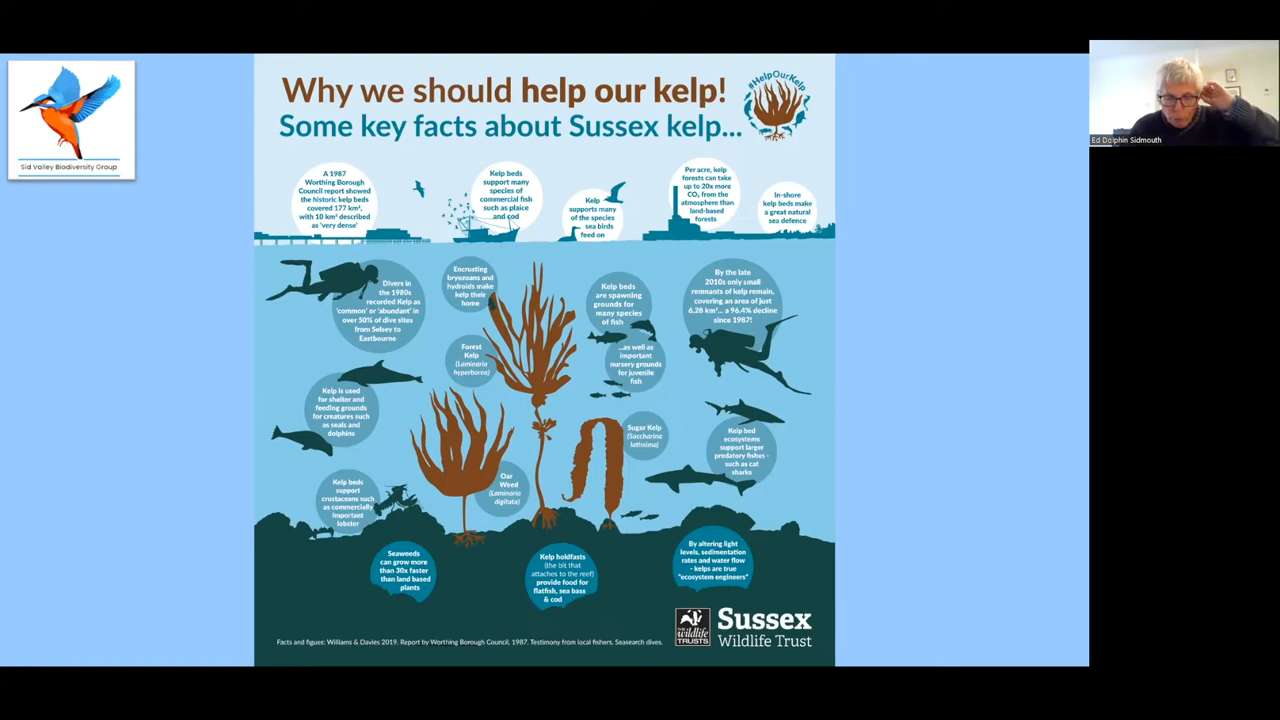 Sid Valley Biodiversity Group
Why we should help our kelp!
Some key facts about Sussex kelp...
#HelpOurKelp
Ed Dolphin Sidmouth
A 1987
Worthing Borough
Council report showed
the historic kelp beds
covered 177 km²,
with 10 km² described
as 'very dense'
Kelp beds
support many
species of
commercial fish
such as plaice
and cod
Kelp
supports many
of the species
sea birds
feed on
Per acre, kelp
forests can take
up to 20x more
CO₂ from the
atmosphere than
land-based
forests
In-shore
kelp beds make
a great natural
sea defence
Divers in
the 1980s
recorded Kelp as
'common' or 'abundant' in
over 50% of dive sites
from Selsey to
Eastbourne
Encrusting
bryozoans and
hydroids make
kelp their
home
Kelp beds
are spawning
grounds for
many species
of fish
By the late
2010s only small
remnants of kelp remain,
covering an area of just
6.28 km²... a 96.4% decline
since 1987!
Forest
Kelp
(Laminaria
hyperborea)
...as well as
important
nursery grounds
for juvenile
fish
Kelp is used
for shelter and
feeding grounds
for creatures such
as seals and
dolphins
Sugar Kelp
(Saccharina
latissima)
Kelp bed
ecosystems
support larger
predatory fishes -
such as cat
sharks
Kelp beds
support
crustaceans such
as commercially
important
lobster
Oar
Weed
(Laminaria
digitata)
Seaweeds
can grow more
than 30x faster
than land based
plants
Kelp holdfasts
(the bit that
attaches to the reef)
provide food for
flatfish, sea bass
& cod
By altering light
levels, sedimentation
rates and water flow
- kelps are true
"ecosystem engineers"
Facts and figures: Williams & Davies 2019. Report by Worthing Borough Council, 1987. Testimony from local fishers. Seasearch dives.
THE
wildlife
TRUSTS
Sussex
Wildlife Trust